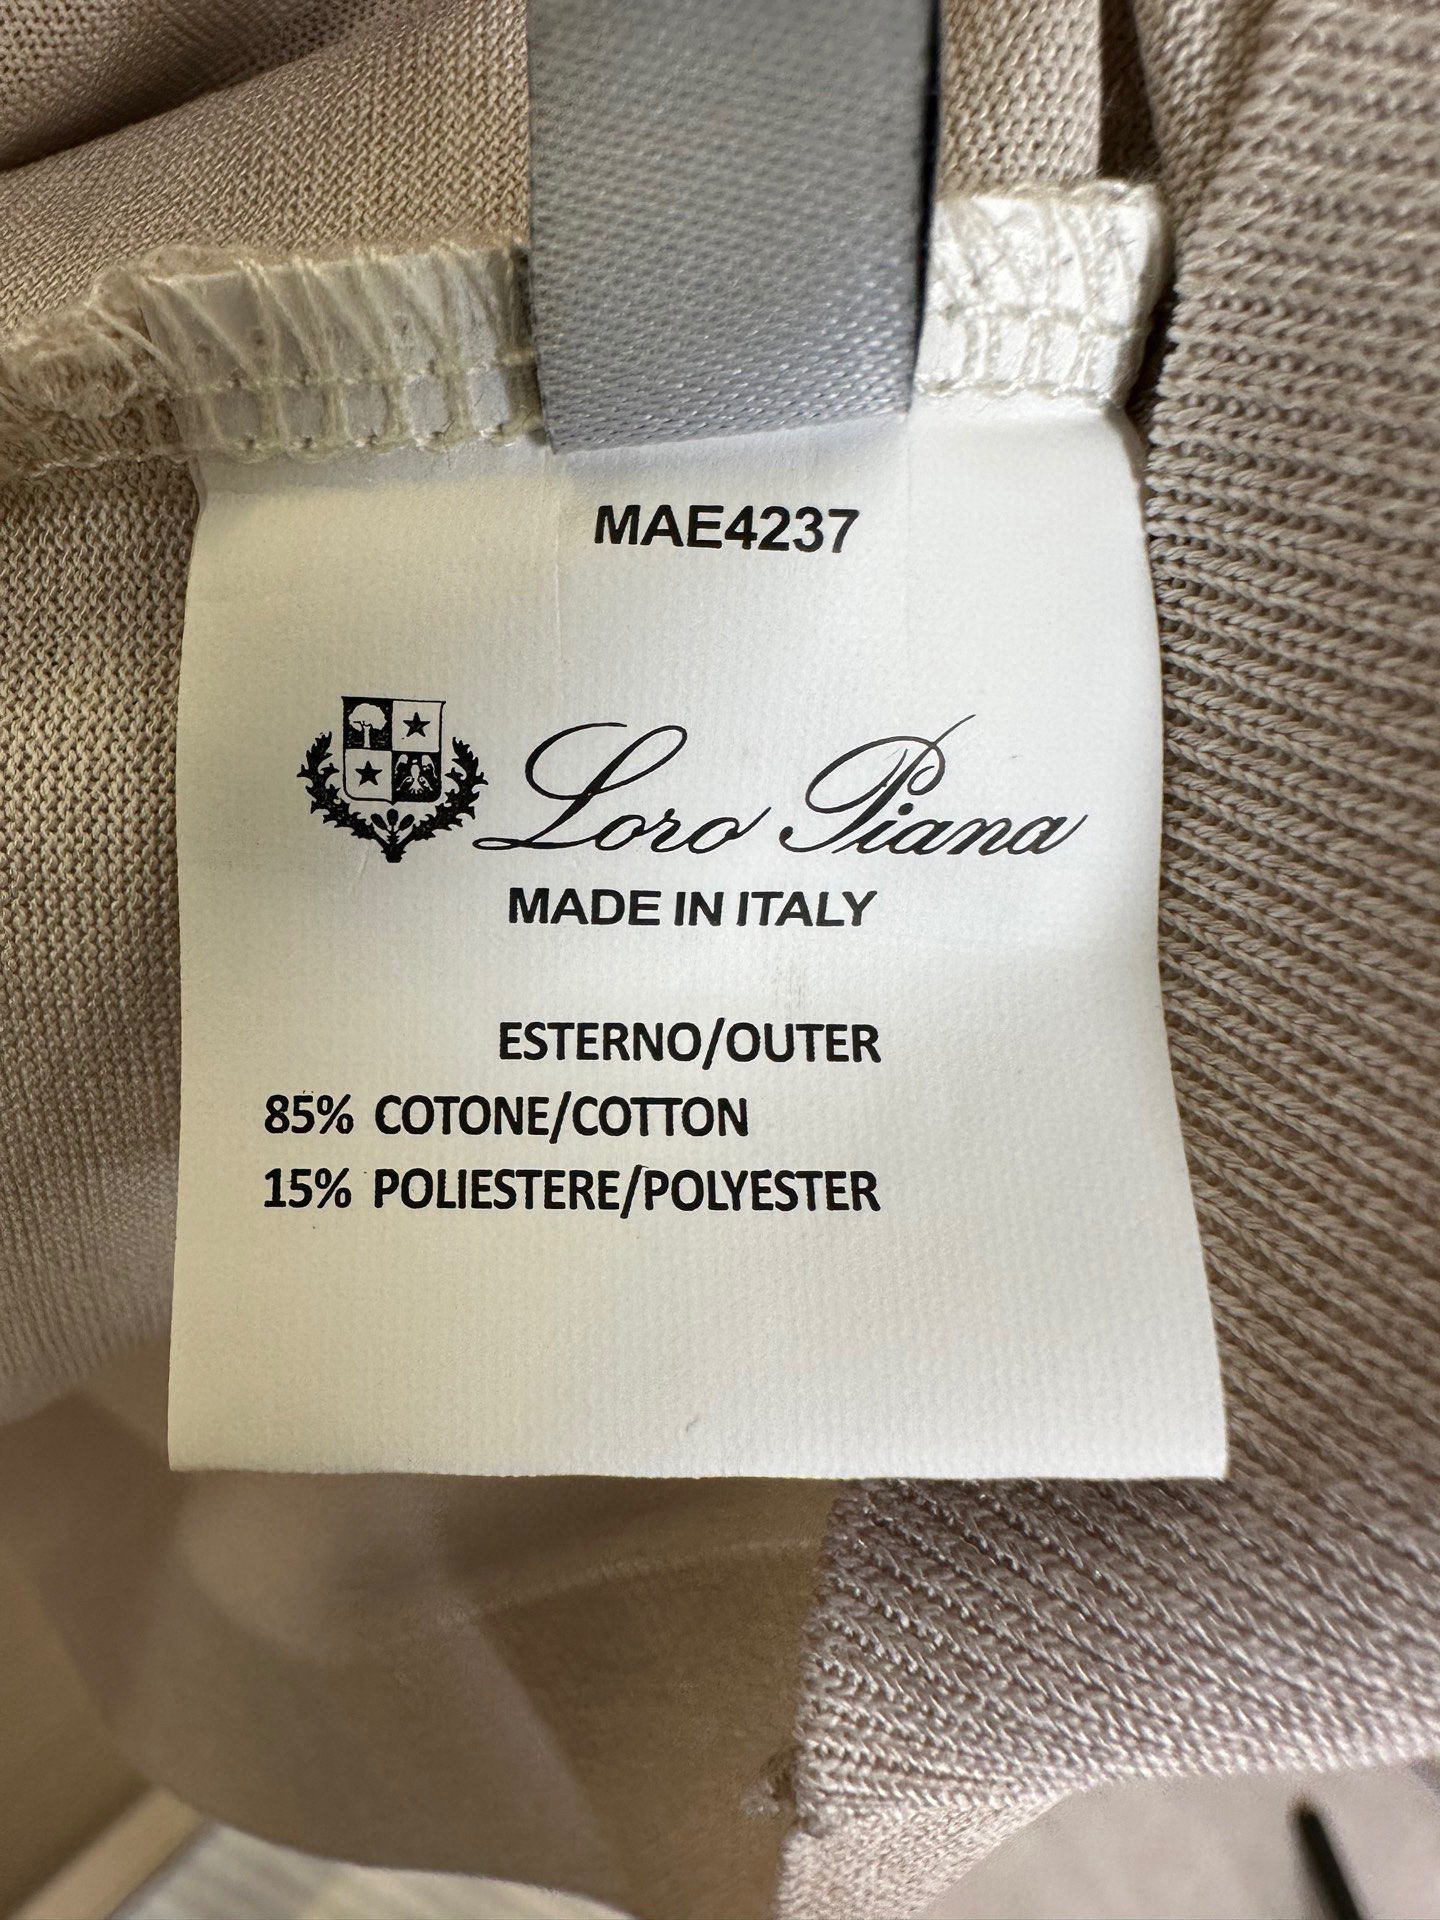 MAE4237
Loro Piana
MADE IN ITALY
ESTERNO/OUTER
85% COTONE/COTTON
15% POLIESTERE/POLYESTER